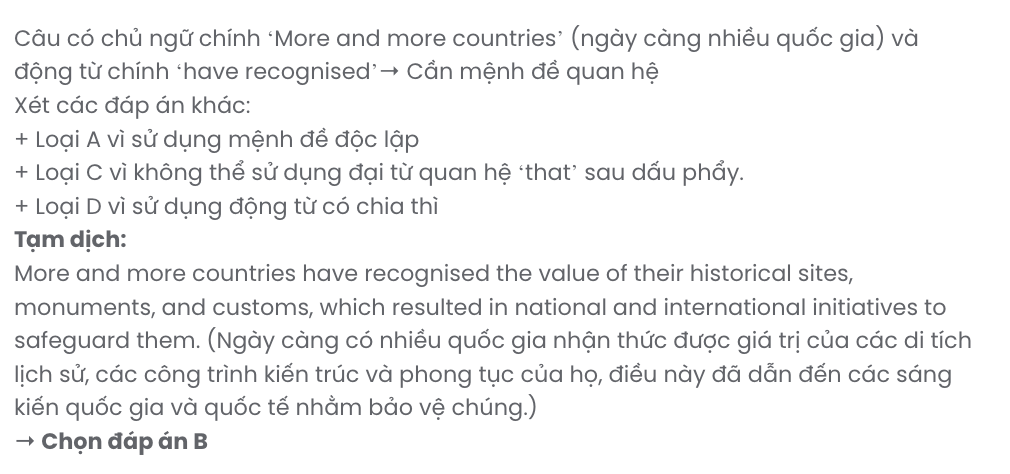 Câu có chủ ngữ chính ‘More and more countries’ (ngày càng nhiều quốc gia) và
động từ chính ‘have recognised’→ Cần mệnh đề quan hệ
Xét các đáp án khác:
+ Loại A vì sử dụng mệnh đề độc lập
+ Loại C vì không thể sử dụng đại từ quan hệ ‘that’ sau dấu phẩy.
+ Loại D vì sử dụng động từ có chia thì
Tạm dịch:
More and more countries have recognised the value of their historical sites,
monuments, and customs, which resulted in national and international initiatives to
safeguard them. (Ngày càng có nhiều quốc gia nhận thức được giá trị của các di tích
lịch sử, các công trình kiến trúc và phong tục của họ, điều này đã dẫn đến các sáng
kiến quốc gia và quốc tế nhằm bảo vệ chúng.)
→ Chọn đáp án B